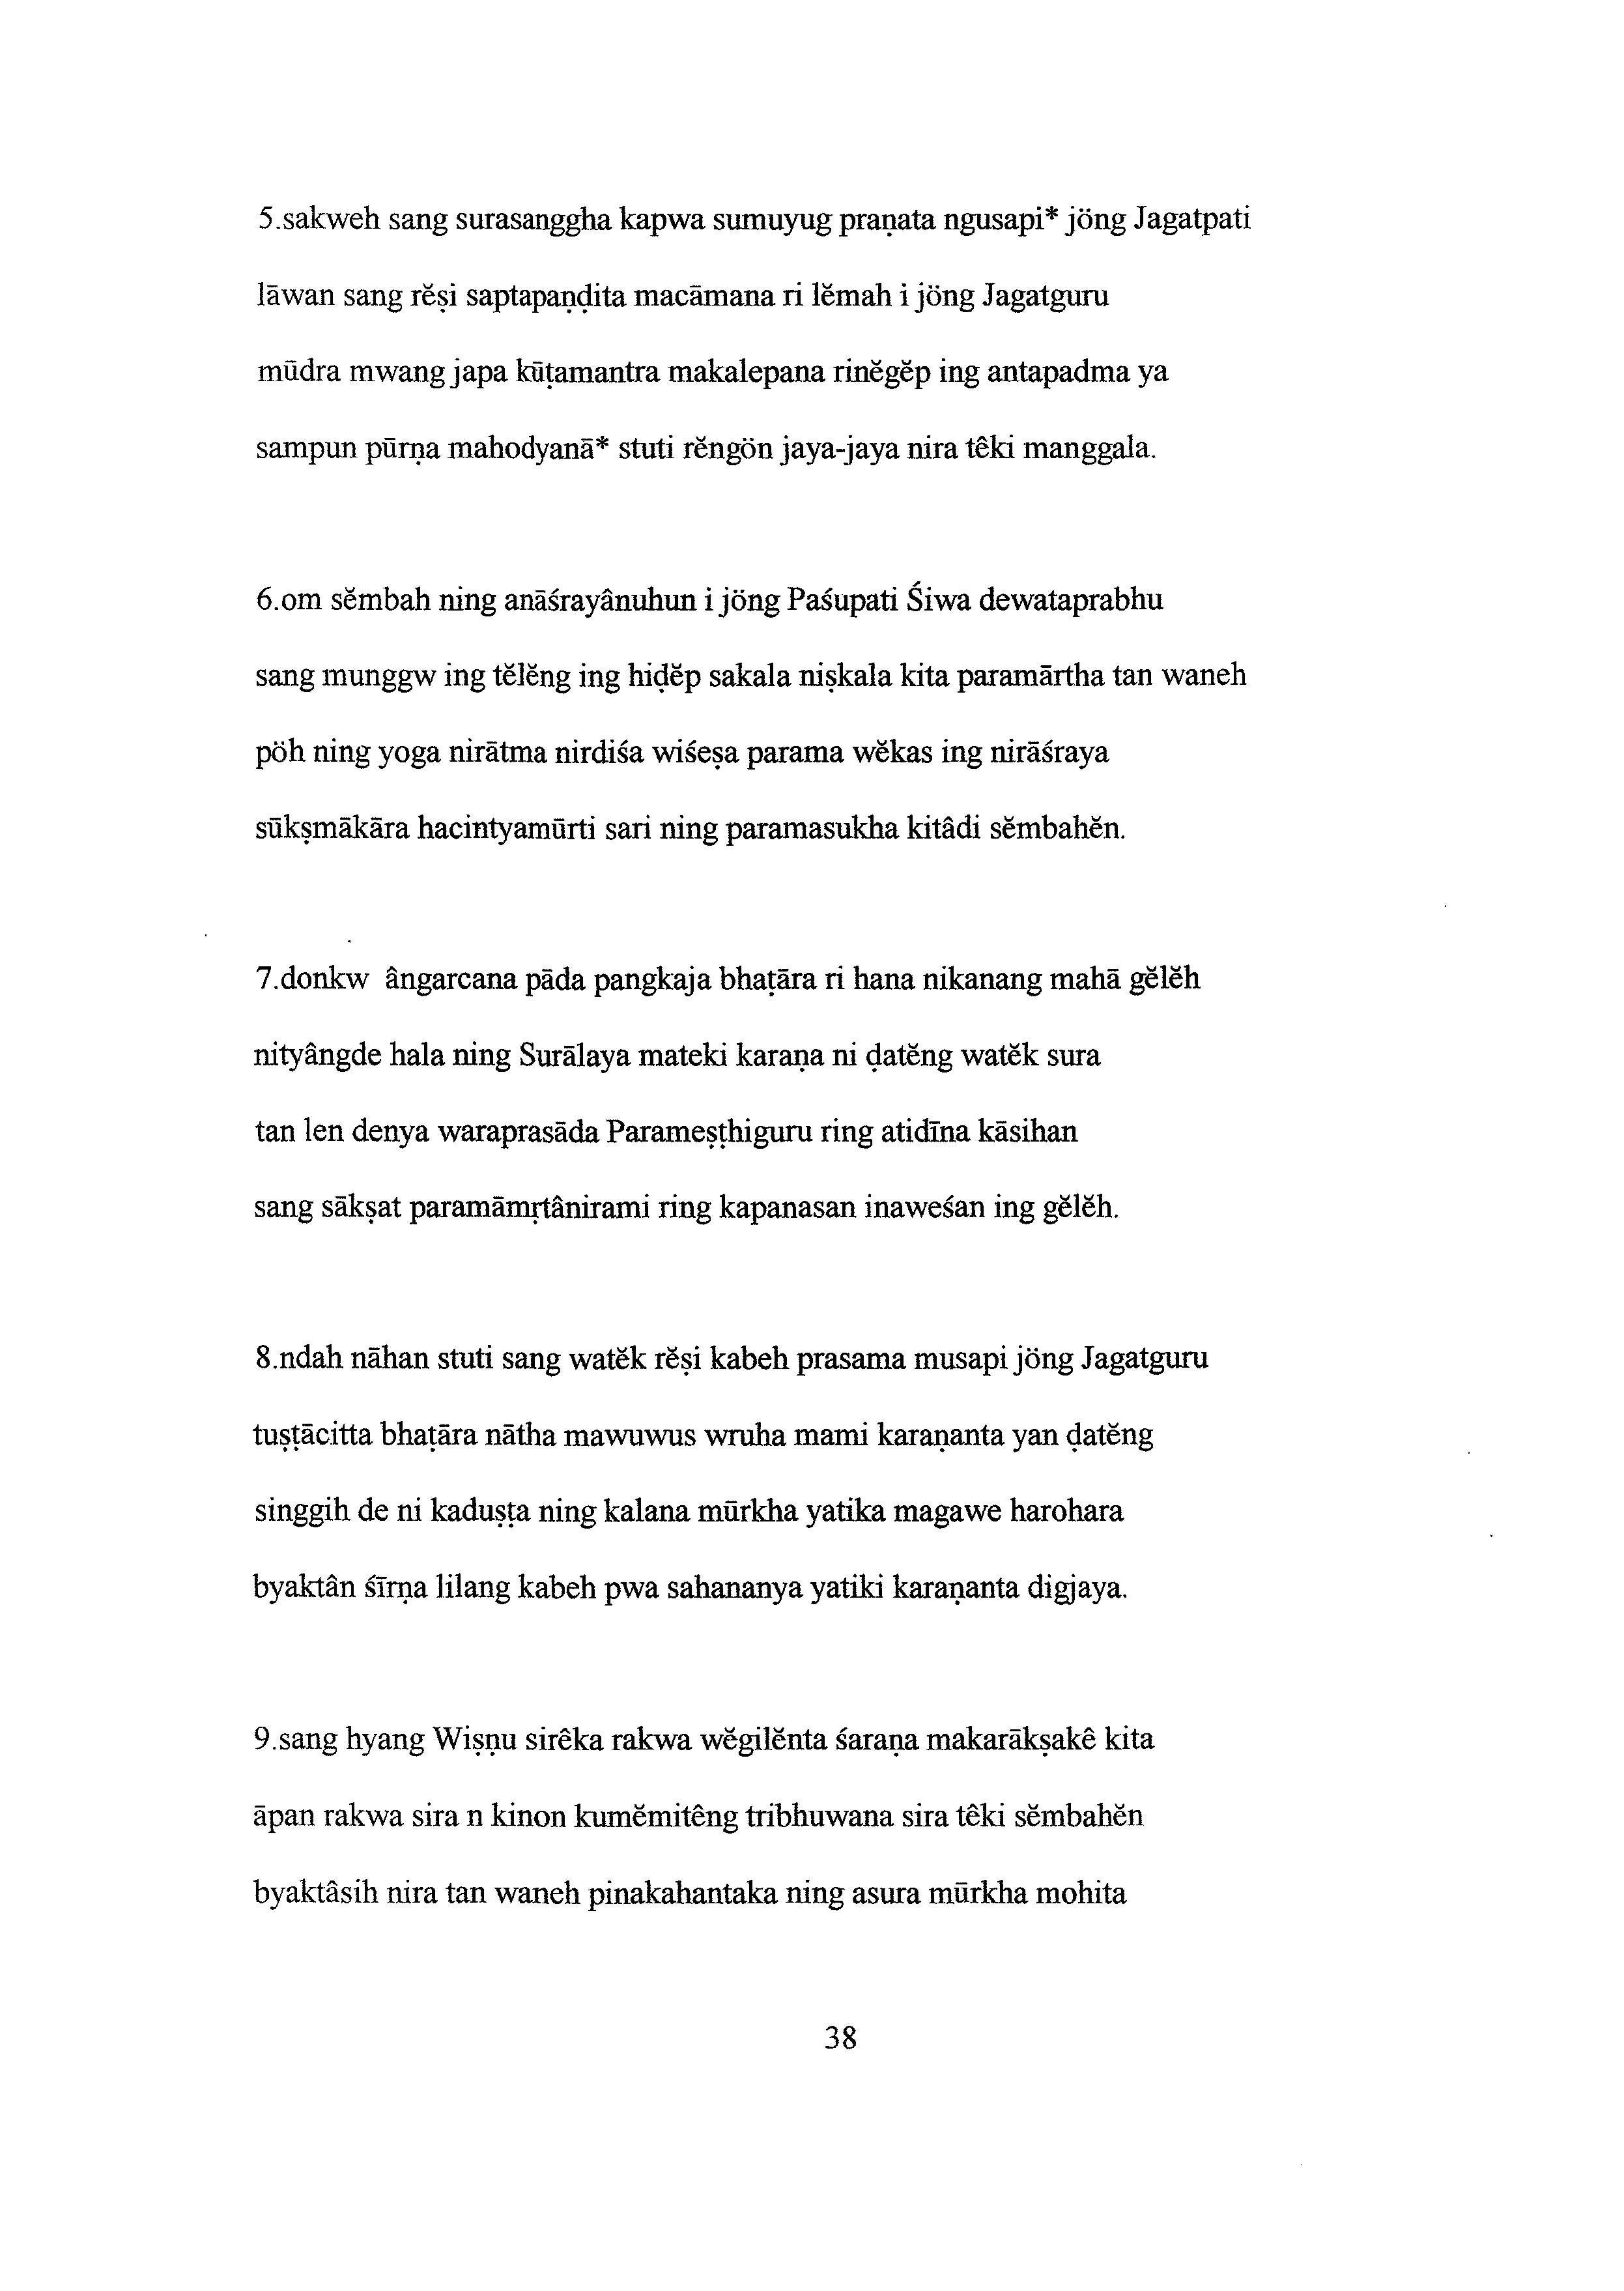 5.sakweh sang surasanggha kapwa sumuyug praṇata ngusapi* jöng Jagatpati
lāwan sang rĕṣi saptapaṇḍita macāmana ri lĕmah i jöng Jagatguru
mūdra mwang japa kūṭamantra makalepana rinĕgĕp ing antapadma ya
sampun pūrṇa mahodyanā* stuti rĕngön jaya-jaya nira têki manggala.
6.om sĕmbah ning anāśrayânuhun i jöng Paśupati Śiwa dewataprabhu
sang munggw ing tĕlĕng ing hiḍĕp sakala niṣkala kita paramārtha tan waneh
pöh ning yoga nirātma nirdiśa wiśeṣa parama wĕkas ing nirāśraya
sūkṣmākāra hacintyamūrti sari ning paramasukha kitâdi sĕmbahĕn.
7.donkw ângarcana pāda pangkaja bhaṭāra ri hana nikanang mahā gĕlĕh
nityângde hala ning Surālaya mateki karaṇa ni ḍatĕng watĕk sura
tan len denya waraprasāda Parameṣṭhiguru ring atidīna kāsihan
sang sākṣat paramāmṛtânirami ring kapanasan inaweśan ing gĕlĕh.
8.ndah nāhan stuti sang watĕk rĕṣi kabeh prasama musapi jöng Jagatguru
tuṣṭācitta bhaṭāra nātha mawuwus wruha mami karaṇanta yan ḍatĕng
singgih de ni kaduṣṭa ning kalana mūrkha yatika magawe harohara
byaktân śīrṇa lilang kabeh pwa sahananya yatiki karaṇanta digjaya.
9.sang hyang Wiṣṇu sirêka rakwa wĕgilĕnta śaraṇa makarākṣakê kita
āpan rakwa sira n kinon kumĕmitêng tribhuwana sira têki sĕmbahĕn
byaktâsih nira tan waneh pinakahantaka ning asura mūrkha mohita
38